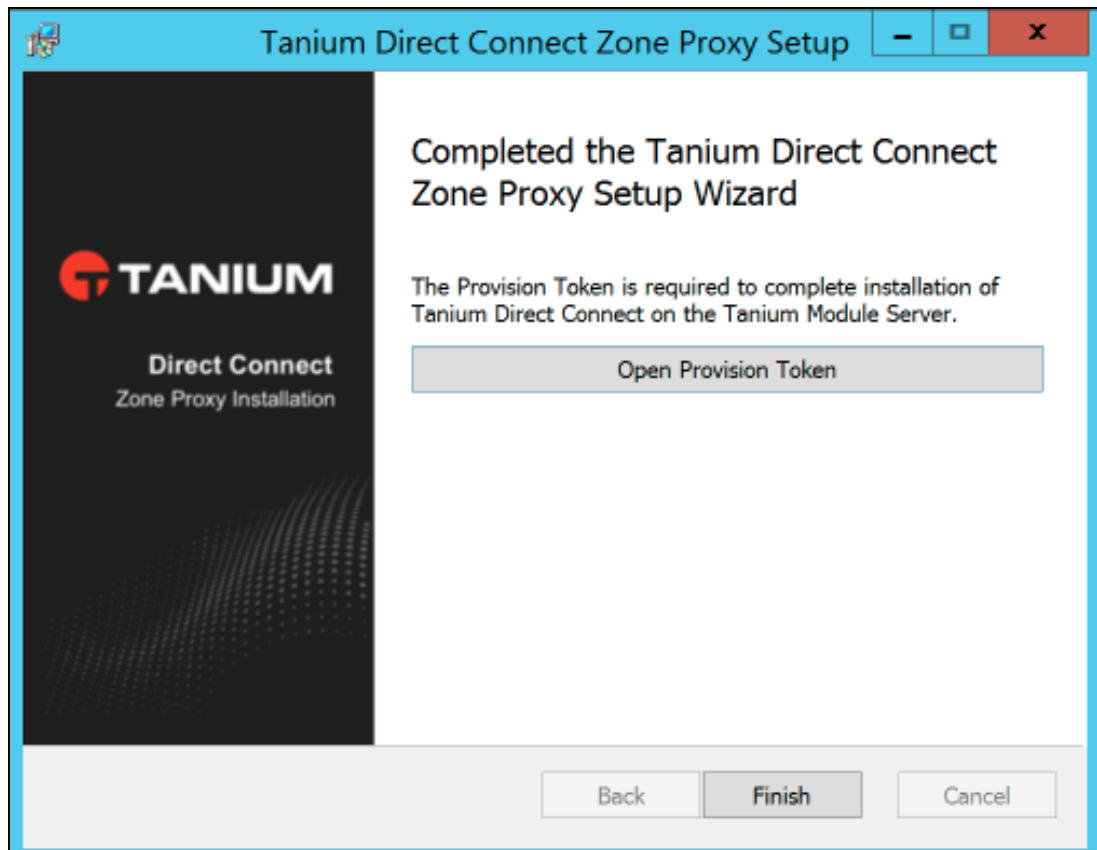 Tanium Direct Connect Zone Proxy Setup
Completed the Tanium Direct Connect
Zone Proxy Setup Wizard
TANIUM
The Provision Token is required to complete installation of
Tanium Direct Connect on the Tanium Module Server.
Direct Connect
Zone Proxy Installation
Open Provision Token
Back
Finish
Cancel